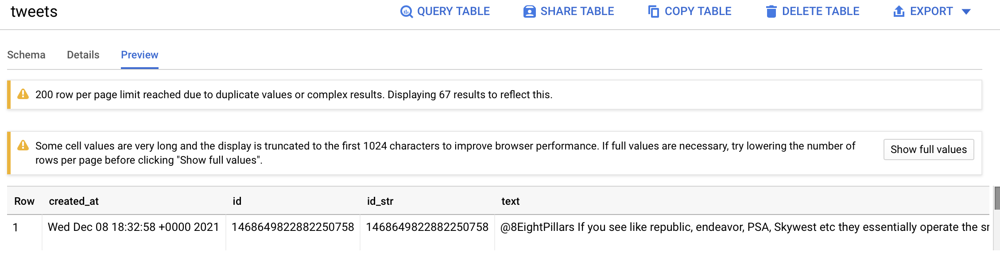 tweets
QUERY TABLE
SHARE TABLE
COPY TABLE
DELETE TABLE
EXPORT
Schema
Details
Preview
200 row per page limit reached due to duplicate values or complex results. Displaying 67 results to reflect this.
Some cell values are very long and the display is truncated to the first 1024 characters to improve browser performance. If full values are necessary, try lowering the number of
rows per page before clicking "Show full values".
Show full values
Row created_at id id_str text
1 Wed Dec 08 18:32:58 +0000 2021 1468649822882250758 1468649822882250758 @8EightPillars If you see like republic, endeavor, PSA, Skywest etc they essentially operate the